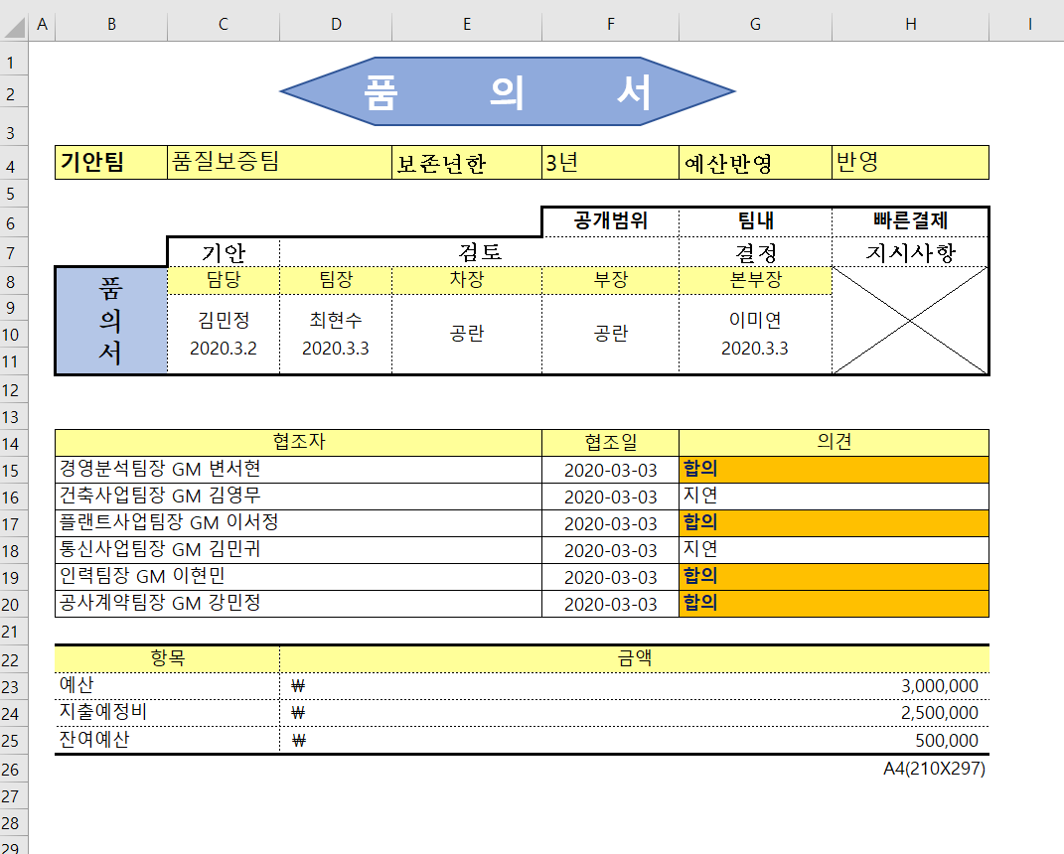 A B C D E F G H I
1
2 품 의 서
3
4 기안팀 품질보증팀 보존년한 3년 예산반영 반영
5
6 공개범위 팀내 빠른결제
7 기안 검토 결정 지시사항
8 품 담당 팀장 차장 부장 본부장
9 의 김민정 최현수 이미연
10 공란 공란
11 서 2020.3.2 2020.3.3 2020.3.3
12
13
14 협조자 협조일 의견
15 경영분석팀장 GM 변서현 2020-03-03 합의
16 건축사업팀장 GM 김영무 2020-03-03 지연
17 플랜트사업팀장 GM 이서정 2020-03-03 합의
18 통신사업팀장 GM 김민귀 2020-03-03 지연
19 인력팀장 GM 이현민 2020-03-03 합의
20 공사계약팀장 GM 강민정 2020-03-03 합의
21
22 항목 금액
23 예산 ₩ 3,000,000
24 지출예정비 ₩ 2,500,000
25 잔여예산 ₩ 500,000
26 A4(210X297)
27
28
29